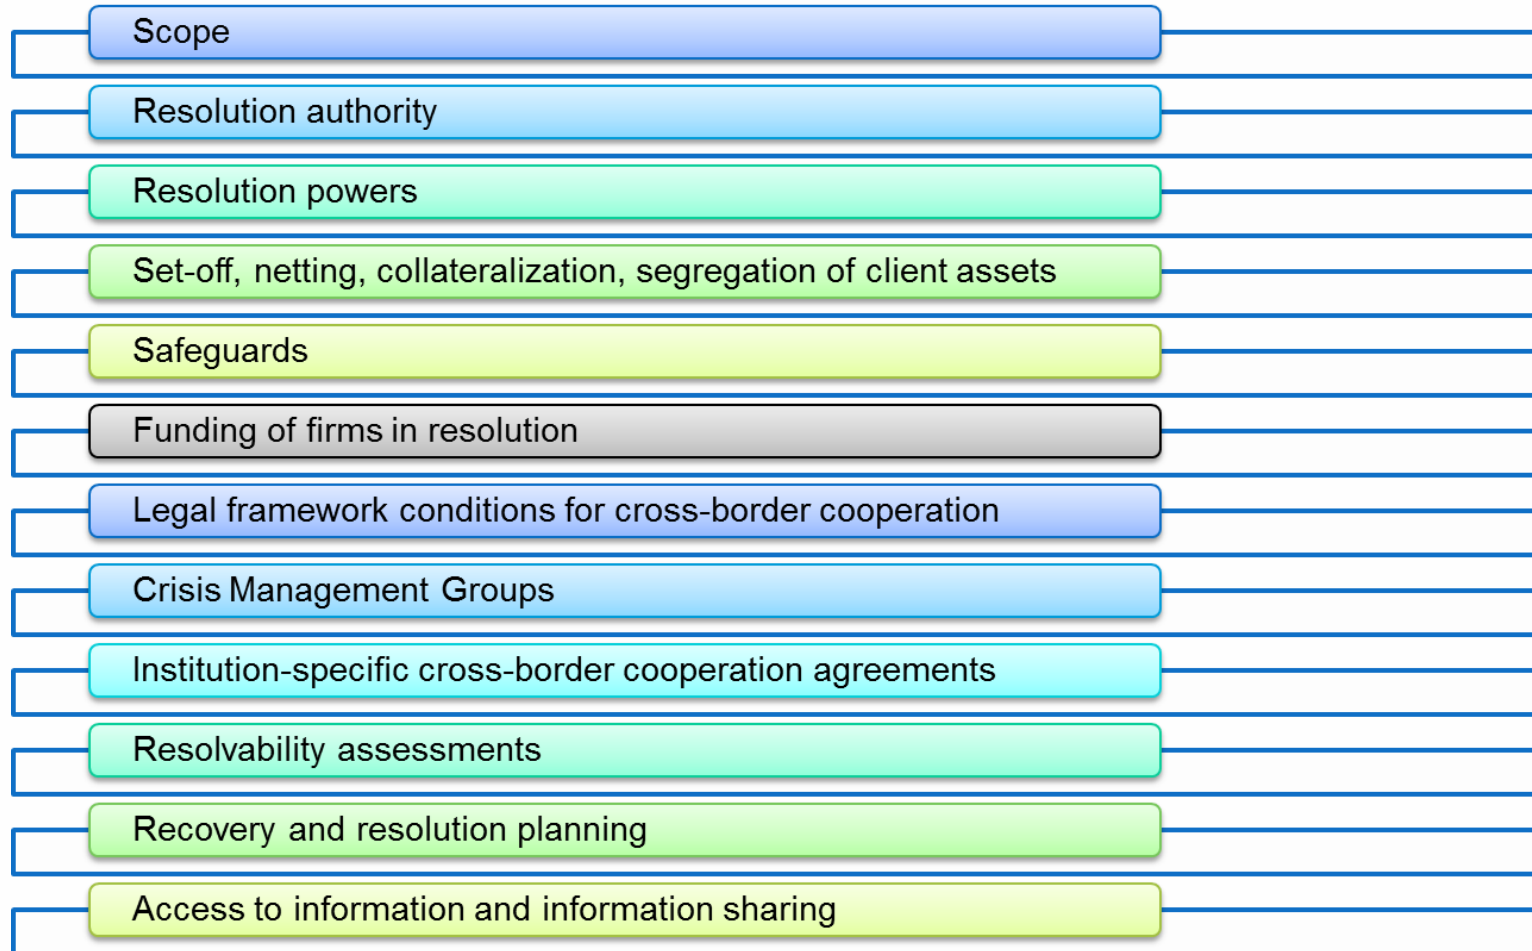 Scope
Resolution authority
Resolution powers
Set-off, netting, collateralization, segregation of client assets
Safeguards
Funding of firms in resolution
Legal framework conditions for cross-border cooperation
Crisis Management Groups
Institution-specific cross-border cooperation agreements
Resolvability assessments
Recovery and resolution planning
Access to information and information sharing